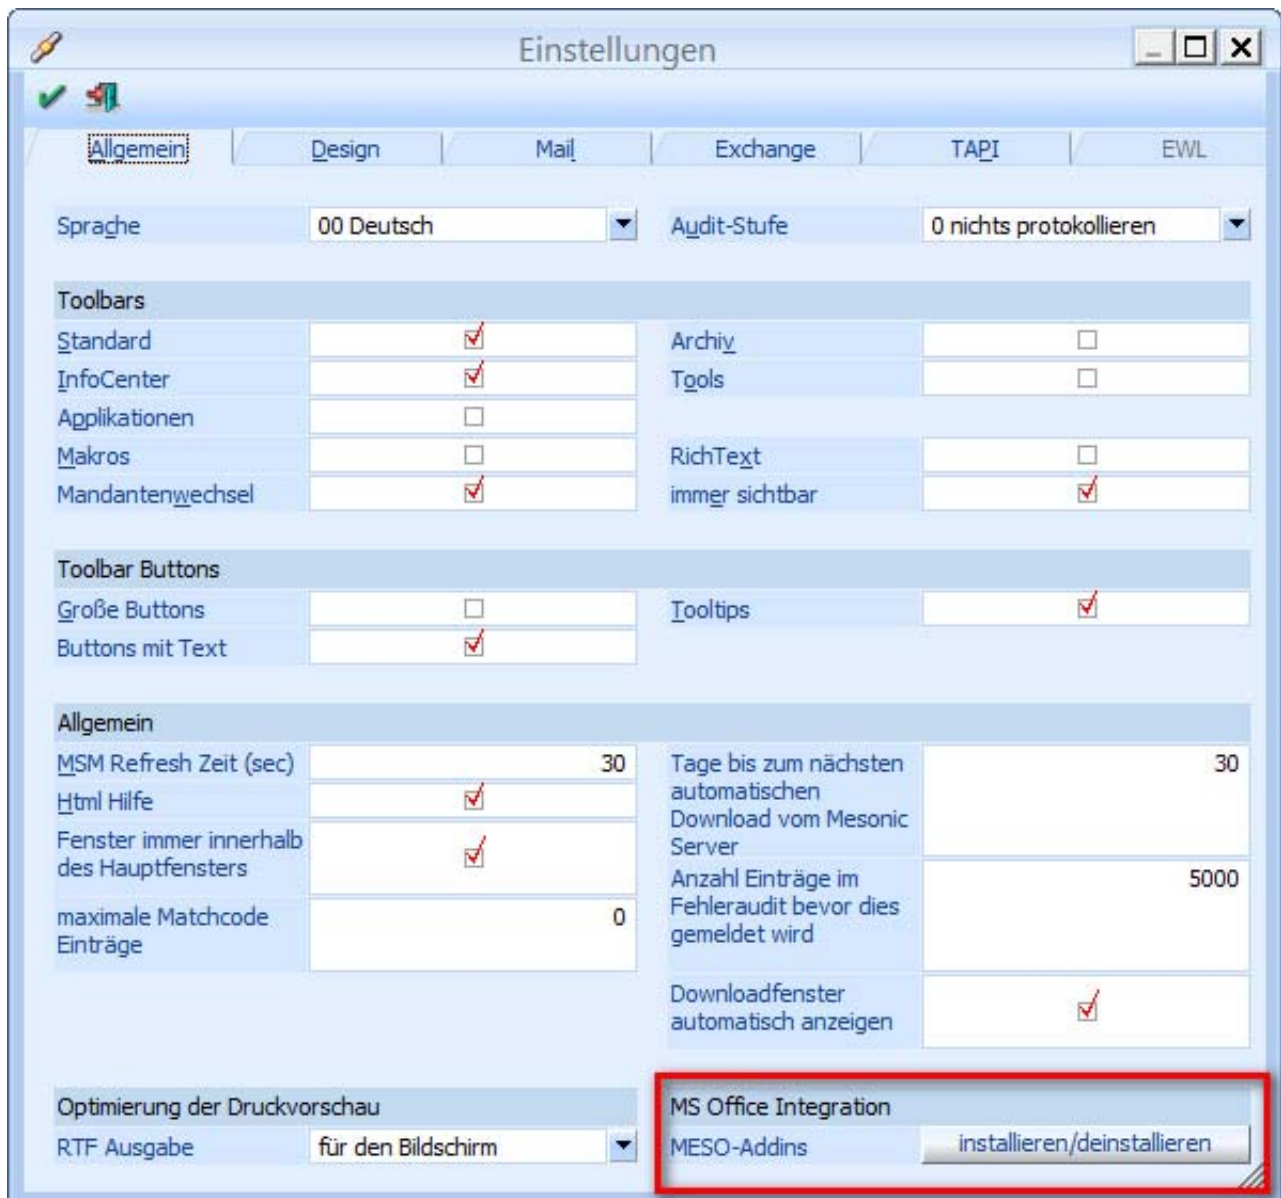 Einstellungen
Allgemein Design Mail Exchange TAPI EWL
Sprache 00 Deutsch Audit-Stufe 0 nichts protokollieren
Toolbars
Standard Archiv
InfoCenter Tools
Applikationen
Makros RichText
Mandantenwechsel immer sichtbar
Toolbar Buttons
Große Buttons Tooltips
Buttons mit Text
Allgemein
MSM Refresh Zeit (sec) 30
Html Hilfe
Fenster immer innerhalb
des Hauptfensters
maximale Matchcode 0
Einträge
Tage bis zum nächsten 30
automatischen
Download vom Mesonic
Server
Anzahl Einträge im 5000
Fehleraudit bevor dies
gemeldet wird
Downloadfenster
automatisch anzeigen
Optimierung der Druckvorschau
RTF Ausgabe für den Bildschirm
MS Office Integration
MESO-Addins installieren/deinstallieren